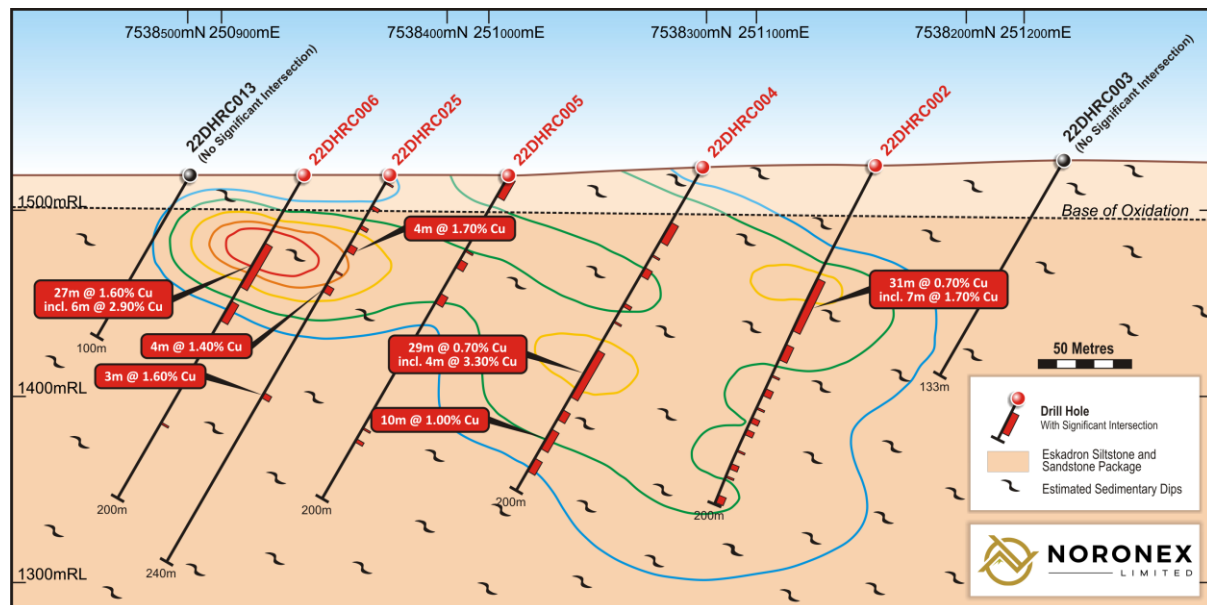 7538500mN 250900mE
7538400mN 251000mE
7538300mN 251100mE
7538200mN 251200mE
22DHRC013
(No Significant Intersection)
22DHRC006
22DHRC025
22DHRC005
22DHRC004
22DHRC002
22DHRC003
(No Significant Intersection)
1500mRL
Base of Oxidation
4m @ 1.70% Cu
27m @ 1.60% Cu
incl. 6m @ 2.90% Cu
31m @ 0.70% Cu
incl. 7m @ 1.70% Cu
100m
4m @ 1.40% Cu
29m @ 0.70% Cu
incl. 4m @ 3.30% Cu
50 Metres
3m @ 1.60% Cu
133m
1400mRL
10m @ 1.00% Cu
Drill Hole
With Significant Intersection
Eskadron Siltstone and
Sandstone Package
Estimated Sedimentary Dips
200m
200m
200m
200m
240m
1300mRL
NORONEX
LIMITED